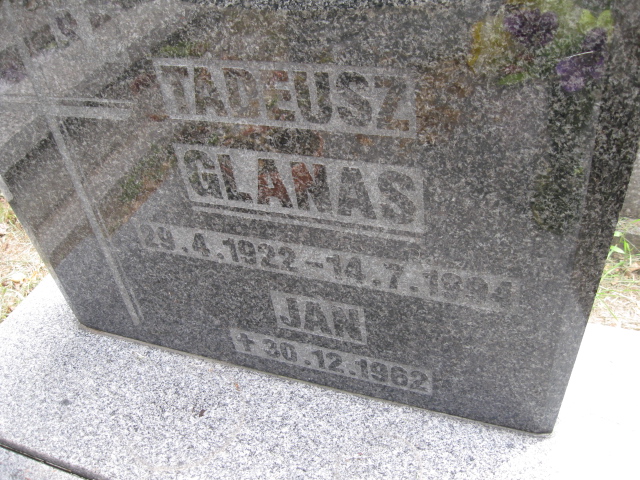 TADEUSZ
GLANAS
29.4.1922-14.7.1994
JAN
+30.12.1962